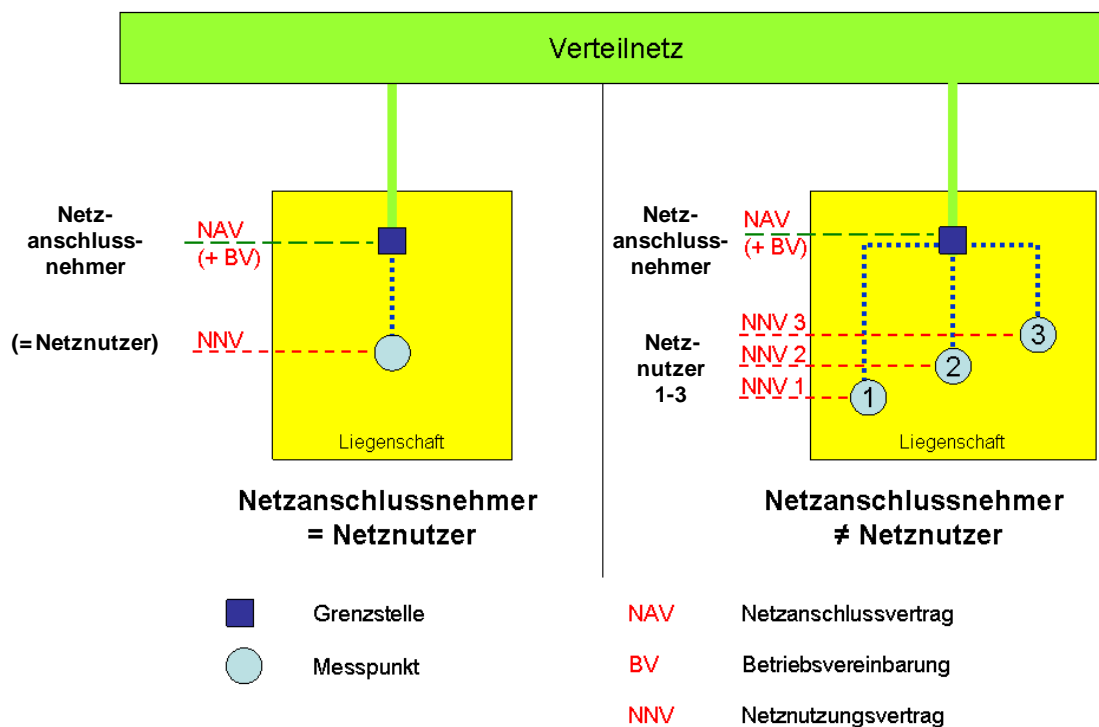 Verteilnetz
Netz-
anschluss-
nehmer
NAV
(+ BV)
(= Netznutzer)
NNV
Liegenschaft
Netzanschlussnehmer
= Netznutzer
Netz-
anschluss-
nehmer
NAV
(+ BV)
Netz-
nutzer
1-3
NNV 3
NNV 2
NNV 1
3
2
1
Liegenschaft
Netzanschlussnehmer
≠ Netznutzer
Grenzstelle
Messpunkt
NAV Netzanschlussvertrag
BV Betriebsvereinbarung
NNV Netznutzungsvertrag